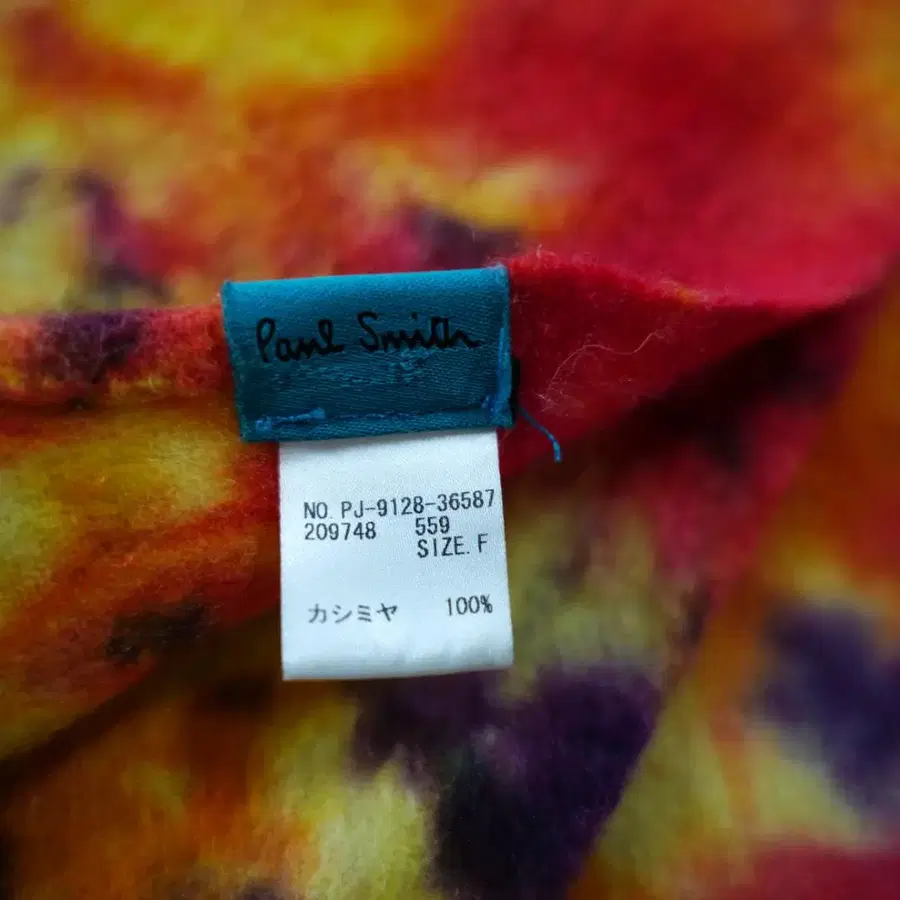 Paul Smith
NO. PJ-9128-36587
209748 559
SIZE. F
カシミヤ 100%